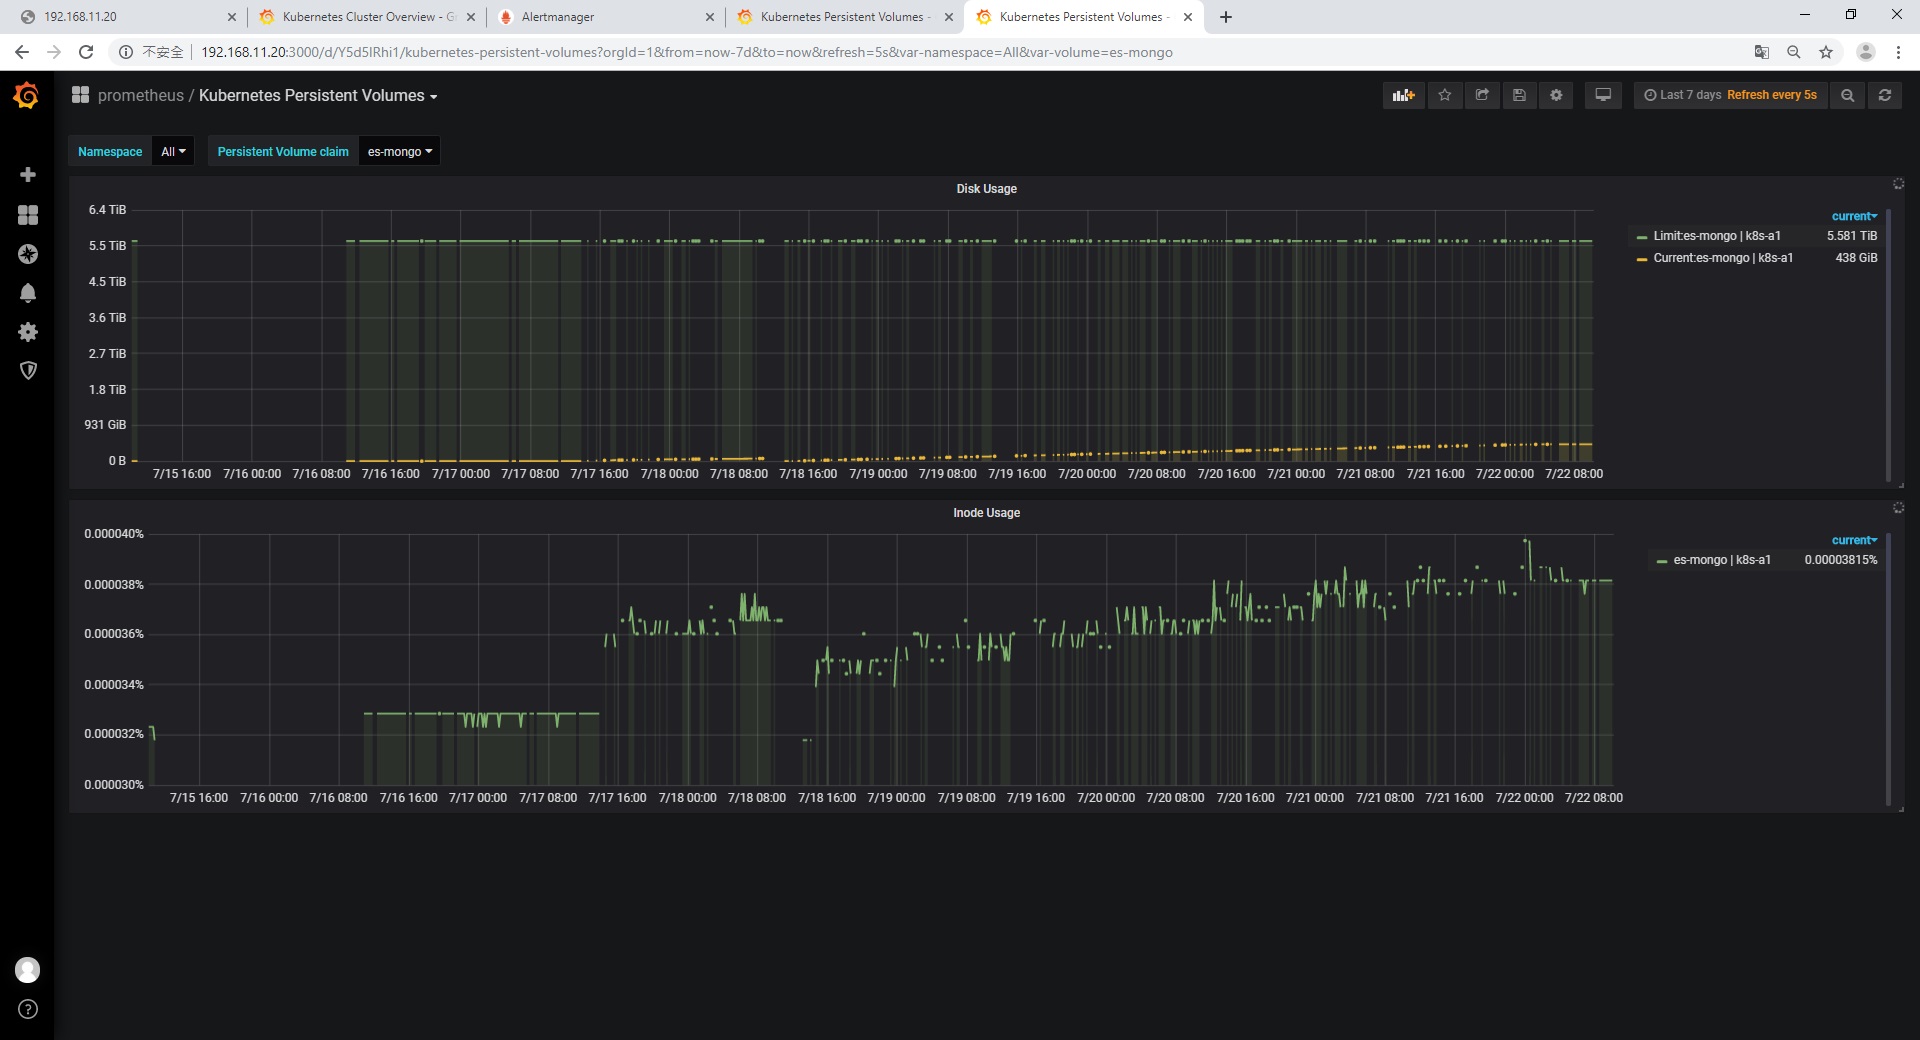 192.168.11.20
Kubernetes Cluster Overview - G
Alertmanager
Kubernetes Persistent Volumes -
Kubernetes Persistent Volumes -
不安全 192.168.11.20:3000/d/Y5d5lRhi1/kubernetes-persistent-volumes?orgId=1&from=now-7d&to=now&refresh=5s&var-namespace=All&var-volume=es-mongo
prometheus / Kubernetes Persistent Volumes
Last 7 days Refresh every 5s
Namespace All
Persistent Volume claim es-mongo
Disk Usage
6.4 TiB
5.5 TiB
4.5 TiB
3.6 TiB
2.7 TiB
1.8 TiB
931 GiB
0 B
7/15 16:00 7/16 00:00 7/16 08:00 7/16 16:00 7/17 00:00 7/17 08:00 7/17 16:00 7/18 00:00 7/18 08:00 7/18 16:00 7/19 00:00 7/19 08:00 7/19 16:00 7/20 00:00 7/20 08:00 7/20 16:00 7/21 00:00 7/21 08:00 7/21 16:00 7/22 00:00 7/22 08:00
current
Limit:es-mongo | k8s-a1 5.581 TiB
Current:es-mongo | k8s-a1 438 GiB
Inode Usage
0.000040%
0.000038%
0.000036%
0.000034%
0.000032%
0.000030%
7/15 16:00 7/16 00:00 7/16 08:00 7/16 16:00 7/17 00:00 7/17 08:00 7/17 16:00 7/18 00:00 7/18 08:00 7/18 16:00 7/19 00:00 7/19 08:00 7/19 16:00 7/20 00:00 7/20 08:00 7/20 16:00 7/21 00:00 7/21 08:00 7/21 16:00 7/22 00:00 7/22 08:00
current
es-mongo | k8s-a1 0.00003815%